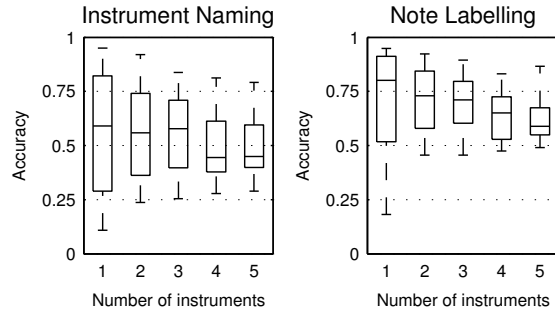 Instrument Naming
1
0.75
0.5
0.25
0
Accuracy
1 2 3 4 5
Number of instruments
Note Labelling
1
0.75
0.5
0.25
0
Accuracy
1 2 3 4 5
Number of instruments